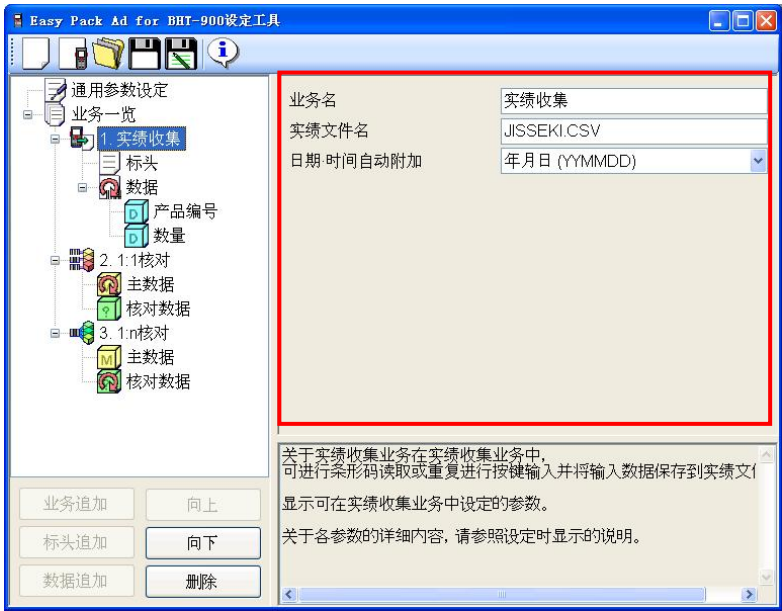 Easy Pack Ad for BHT-900设定工具
通用参数设定
业务一览
1. 实绩收集
标头
数据
D 产品编号
D 数量
2. 1:1核对
主数据
? 核对数据
3. 1:n核对
M 主数据
核对数据
业务追加 向上
标头追加 向下
数据追加 删除
业务名 实绩收集
实绩文件名 JISSEKI.CSV
日期·时间自动附加 年月日 (YYMMDD)
关于实绩收集业务在实绩收集业务中,
可进行条形码读取或重复进行按键输入并将输入数据保存到实绩文
显示可在实绩收集业务中设定的参数。
关于各参数的详细内容, 请参照设定时显示的说明。